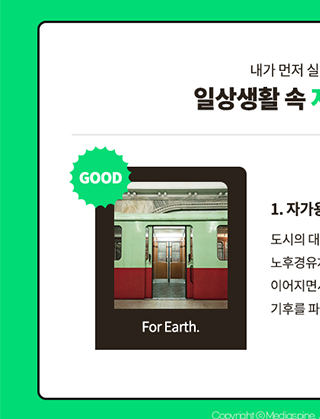 내가 먼저 실
일상생활 속
GOOD
For Earth.
1. 자가용
도시의 대
노후경유
이어지면서
기후를 파
Copyright ⓒ Mediaspine.